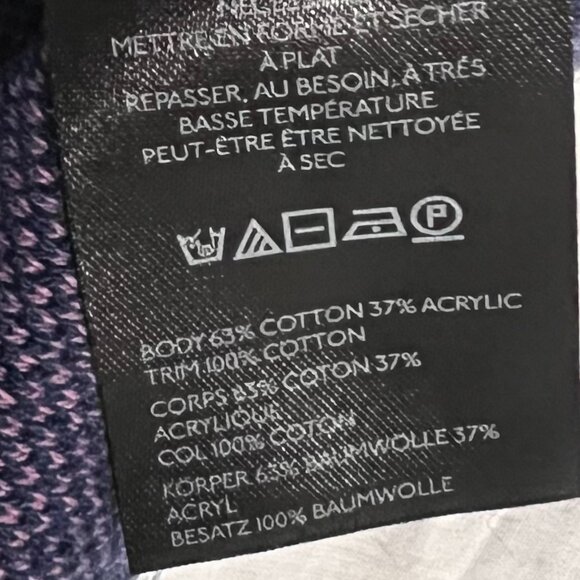 METTRE EN FORME ET SÉCHER
À PLAT
REPASSER, AU BESOIN, À TRÉS
BASSE TEMPÉRATURE
PEUT-ÊTRE ÊTRE NETTOYÉE
À SEC
P
BODY 63% COTTON 37% ACRYLIC
TRIM 100% COTTON
CORPS 63% COTON 37%
ACRYLIQUE
COL 100% COTON
KÖRPER 63% BAUMWOLLE 37%
ACRYL
BESATZ 100% BAUMWOLLE